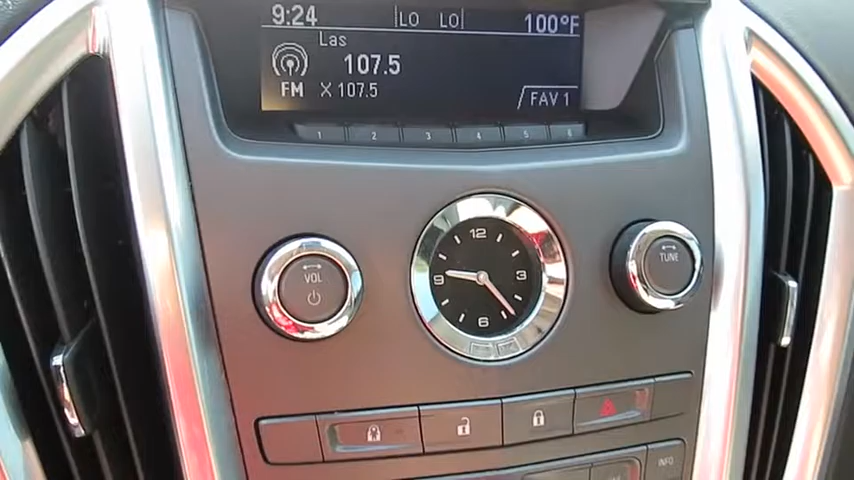 9:24 LO LO 100°F
Las
107.5
FM X 107.5 FAV 1
1 2 3 4 5 6
VOL
12
3
6
9
TUNE
INFO